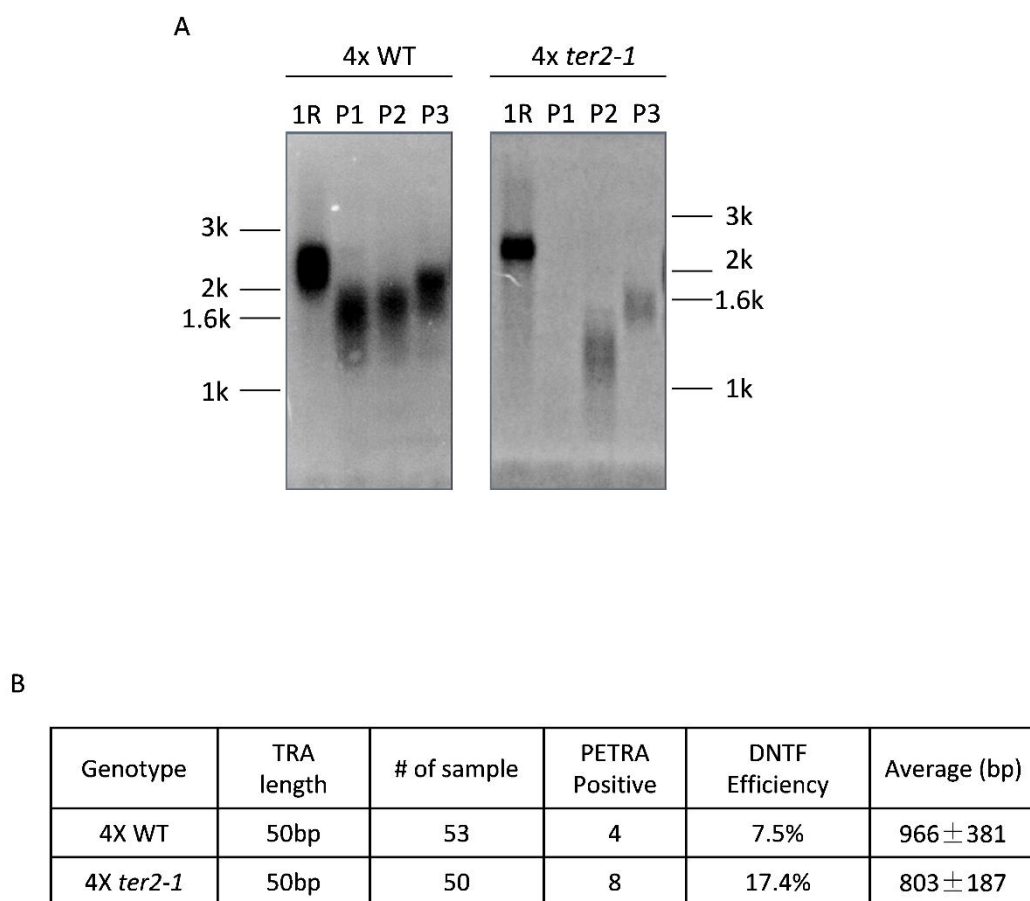 A
4x WT 4x ter2-1
1R P1 P2 P3 1R P1 P2 P3
3k 3k
2k 2k
1.6k 1.6k
1k 1k
B
Genotype TRA length # of sample PETRA Positive DNTF Efficiency Average (bp)
4X WT 50bp 53 4 7.5% 966±381
4X ter2-1 50bp 50 8 17.4% 803±187